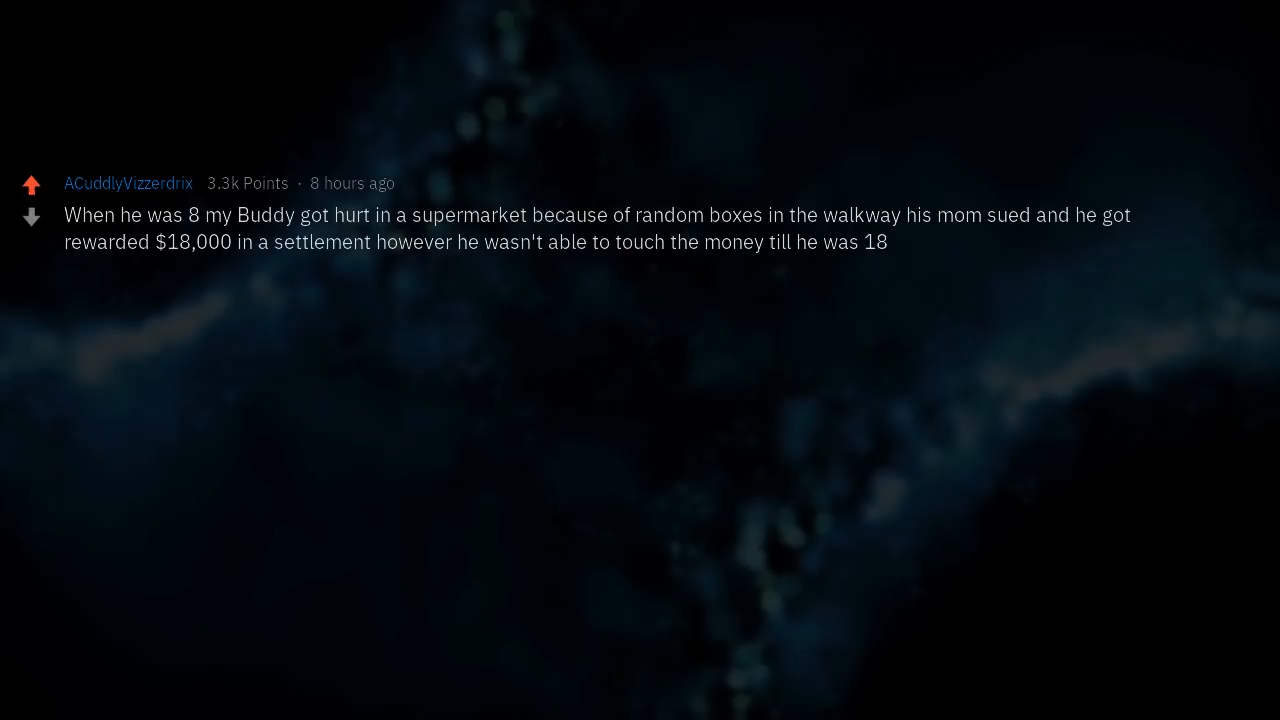 ACuddlyVizzerdrix 3.3k Points · 8 hours ago
When he was 8 my Buddy got hurt in a supermarket because of random boxes in the walkway his mom sued and he got
rewarded $18,000 in a settlement however he wasn't able to touch the money till he was 18